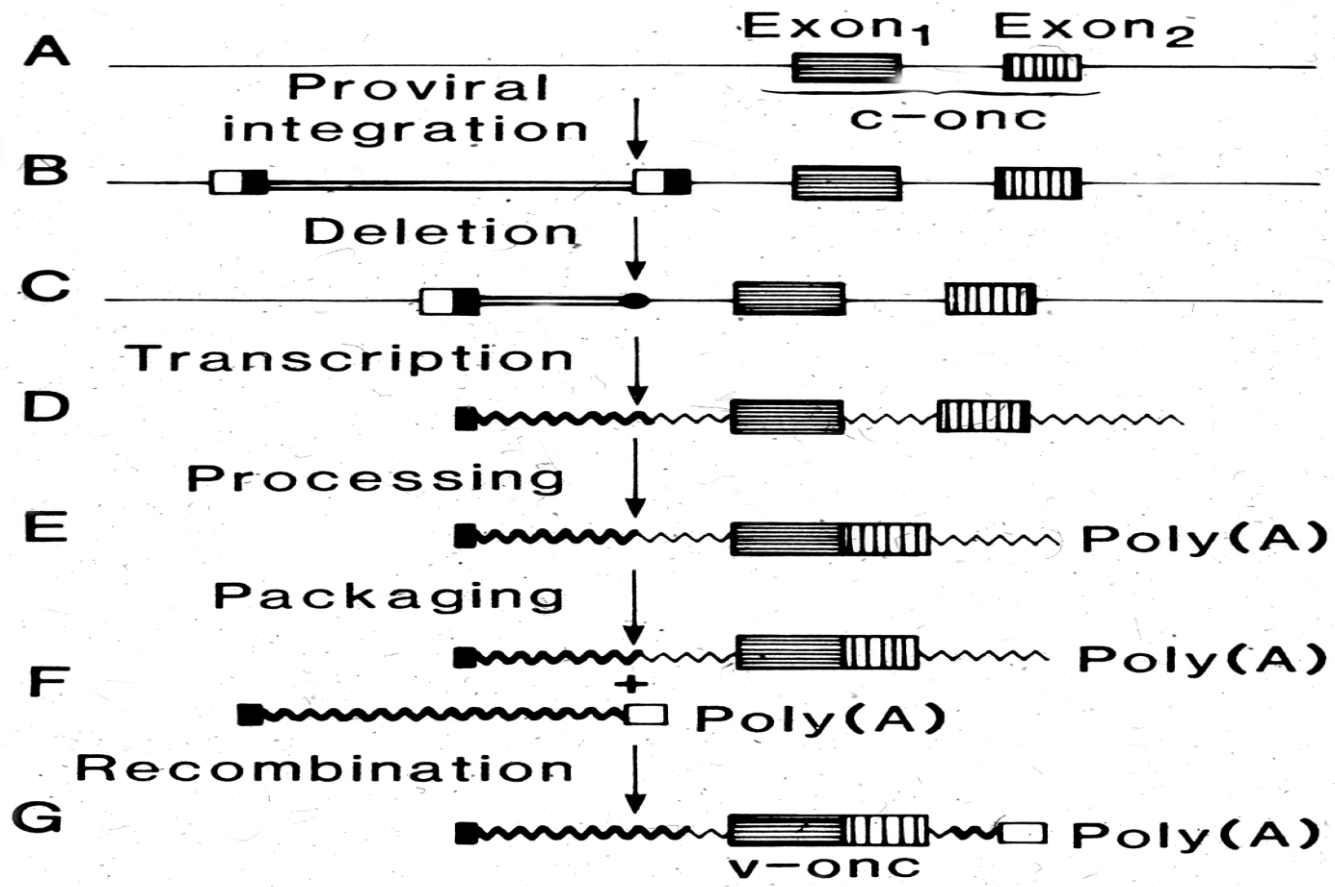 A
Exon1 Exon2
Proviral
integration
c-onc
B
Deletion
C
Transcription
D
Processing
E
Poly(A)
Packaging
Poly(A)
F
+
Poly(A)
Recombination
G
Poly(A)
v-onc